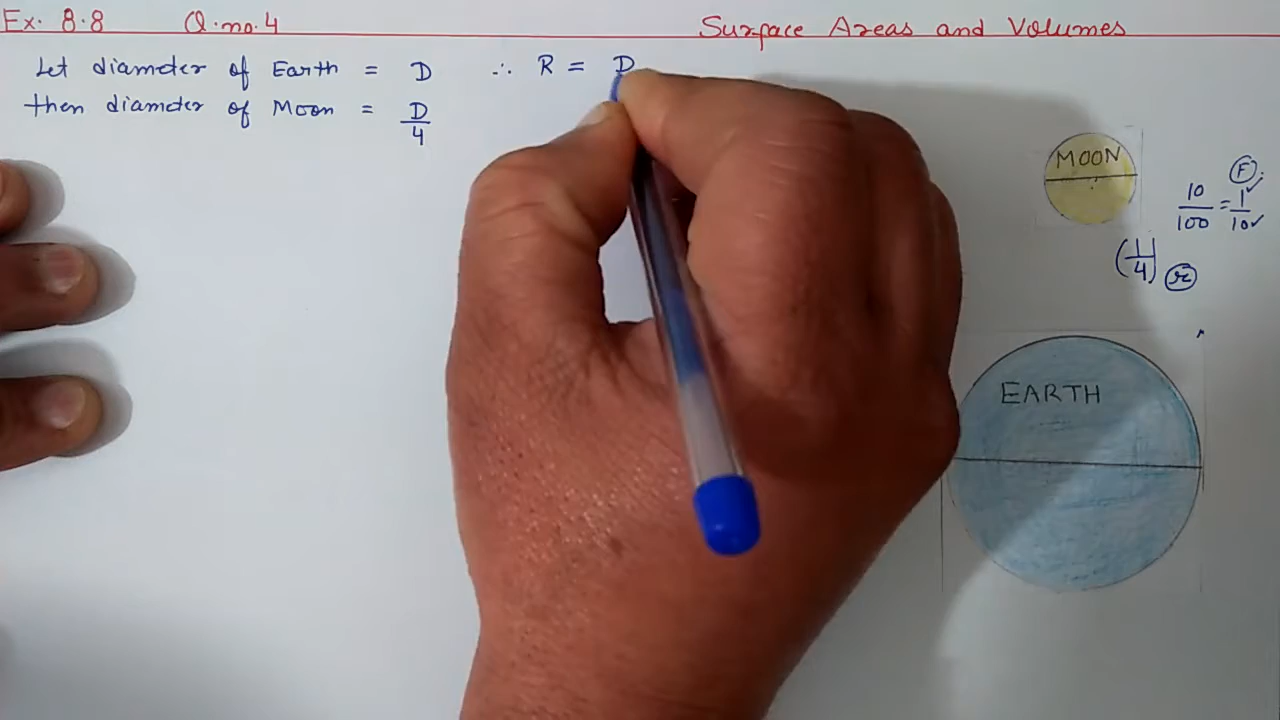 Ex. 8.8 Q.no.4 Surface Areas and Volumes
Let diameter of Earth = D ∴ R = D
then diameter of Moon = D/4
MOON
10/100 = 1/10 F
(1/4 r
EARTH